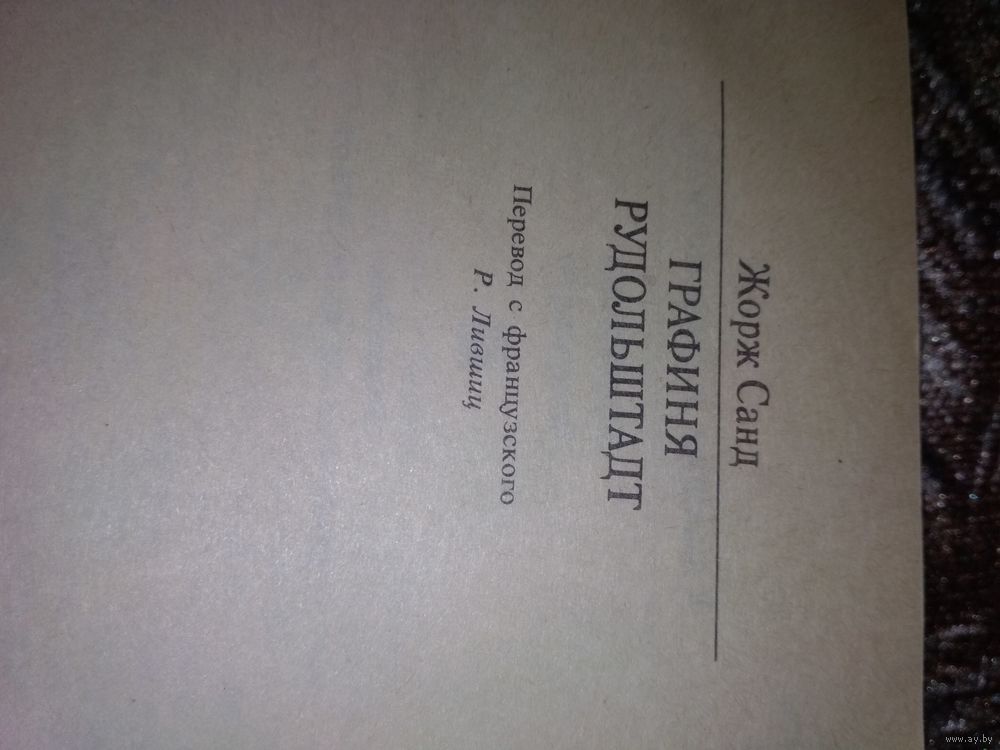 Жорж Санд
ГРАФИНЯ
РУДОЛЬШТАДТ
Перевод с французского
Р. Лившиц
www.ay.by